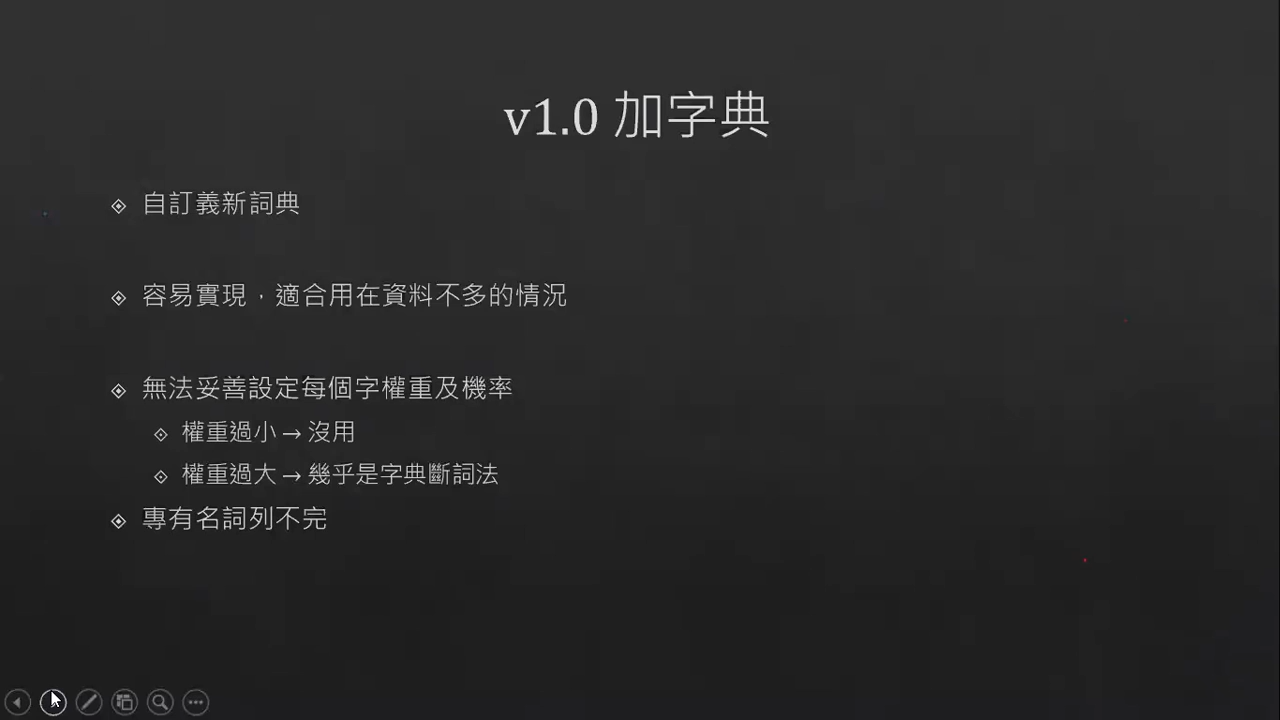 v1.0 加字典
自訂義新詞典
容易實現，適合用在資料不多的情況
無法妥善設定每個字權重及機率
權重過小→沒用
權重過大→幾乎是字典斷詞法
專有名詞列不完